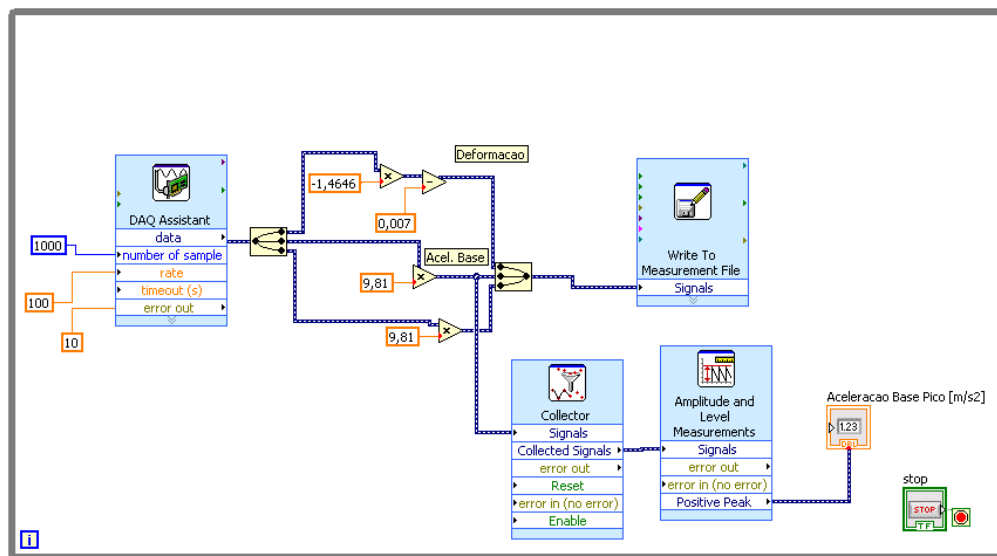 Deformacao
-1,4646
0,007
DAQ Assistant
data
number of sample
rate
timeout (s)
error out
1000
100
10
Acel. Base
9,81
9,81
Write To
Measurement File
Signals
Collector
Signals
Collected Signals
error out
Reset
error in (no error)
Enable
Amplitude and
Level
Measurements
Signals
error out
error in (no error)
Positive Peak
Aceleracao Base Pico [m/s2]
1.23
DBL
stop
STOP
TF
i